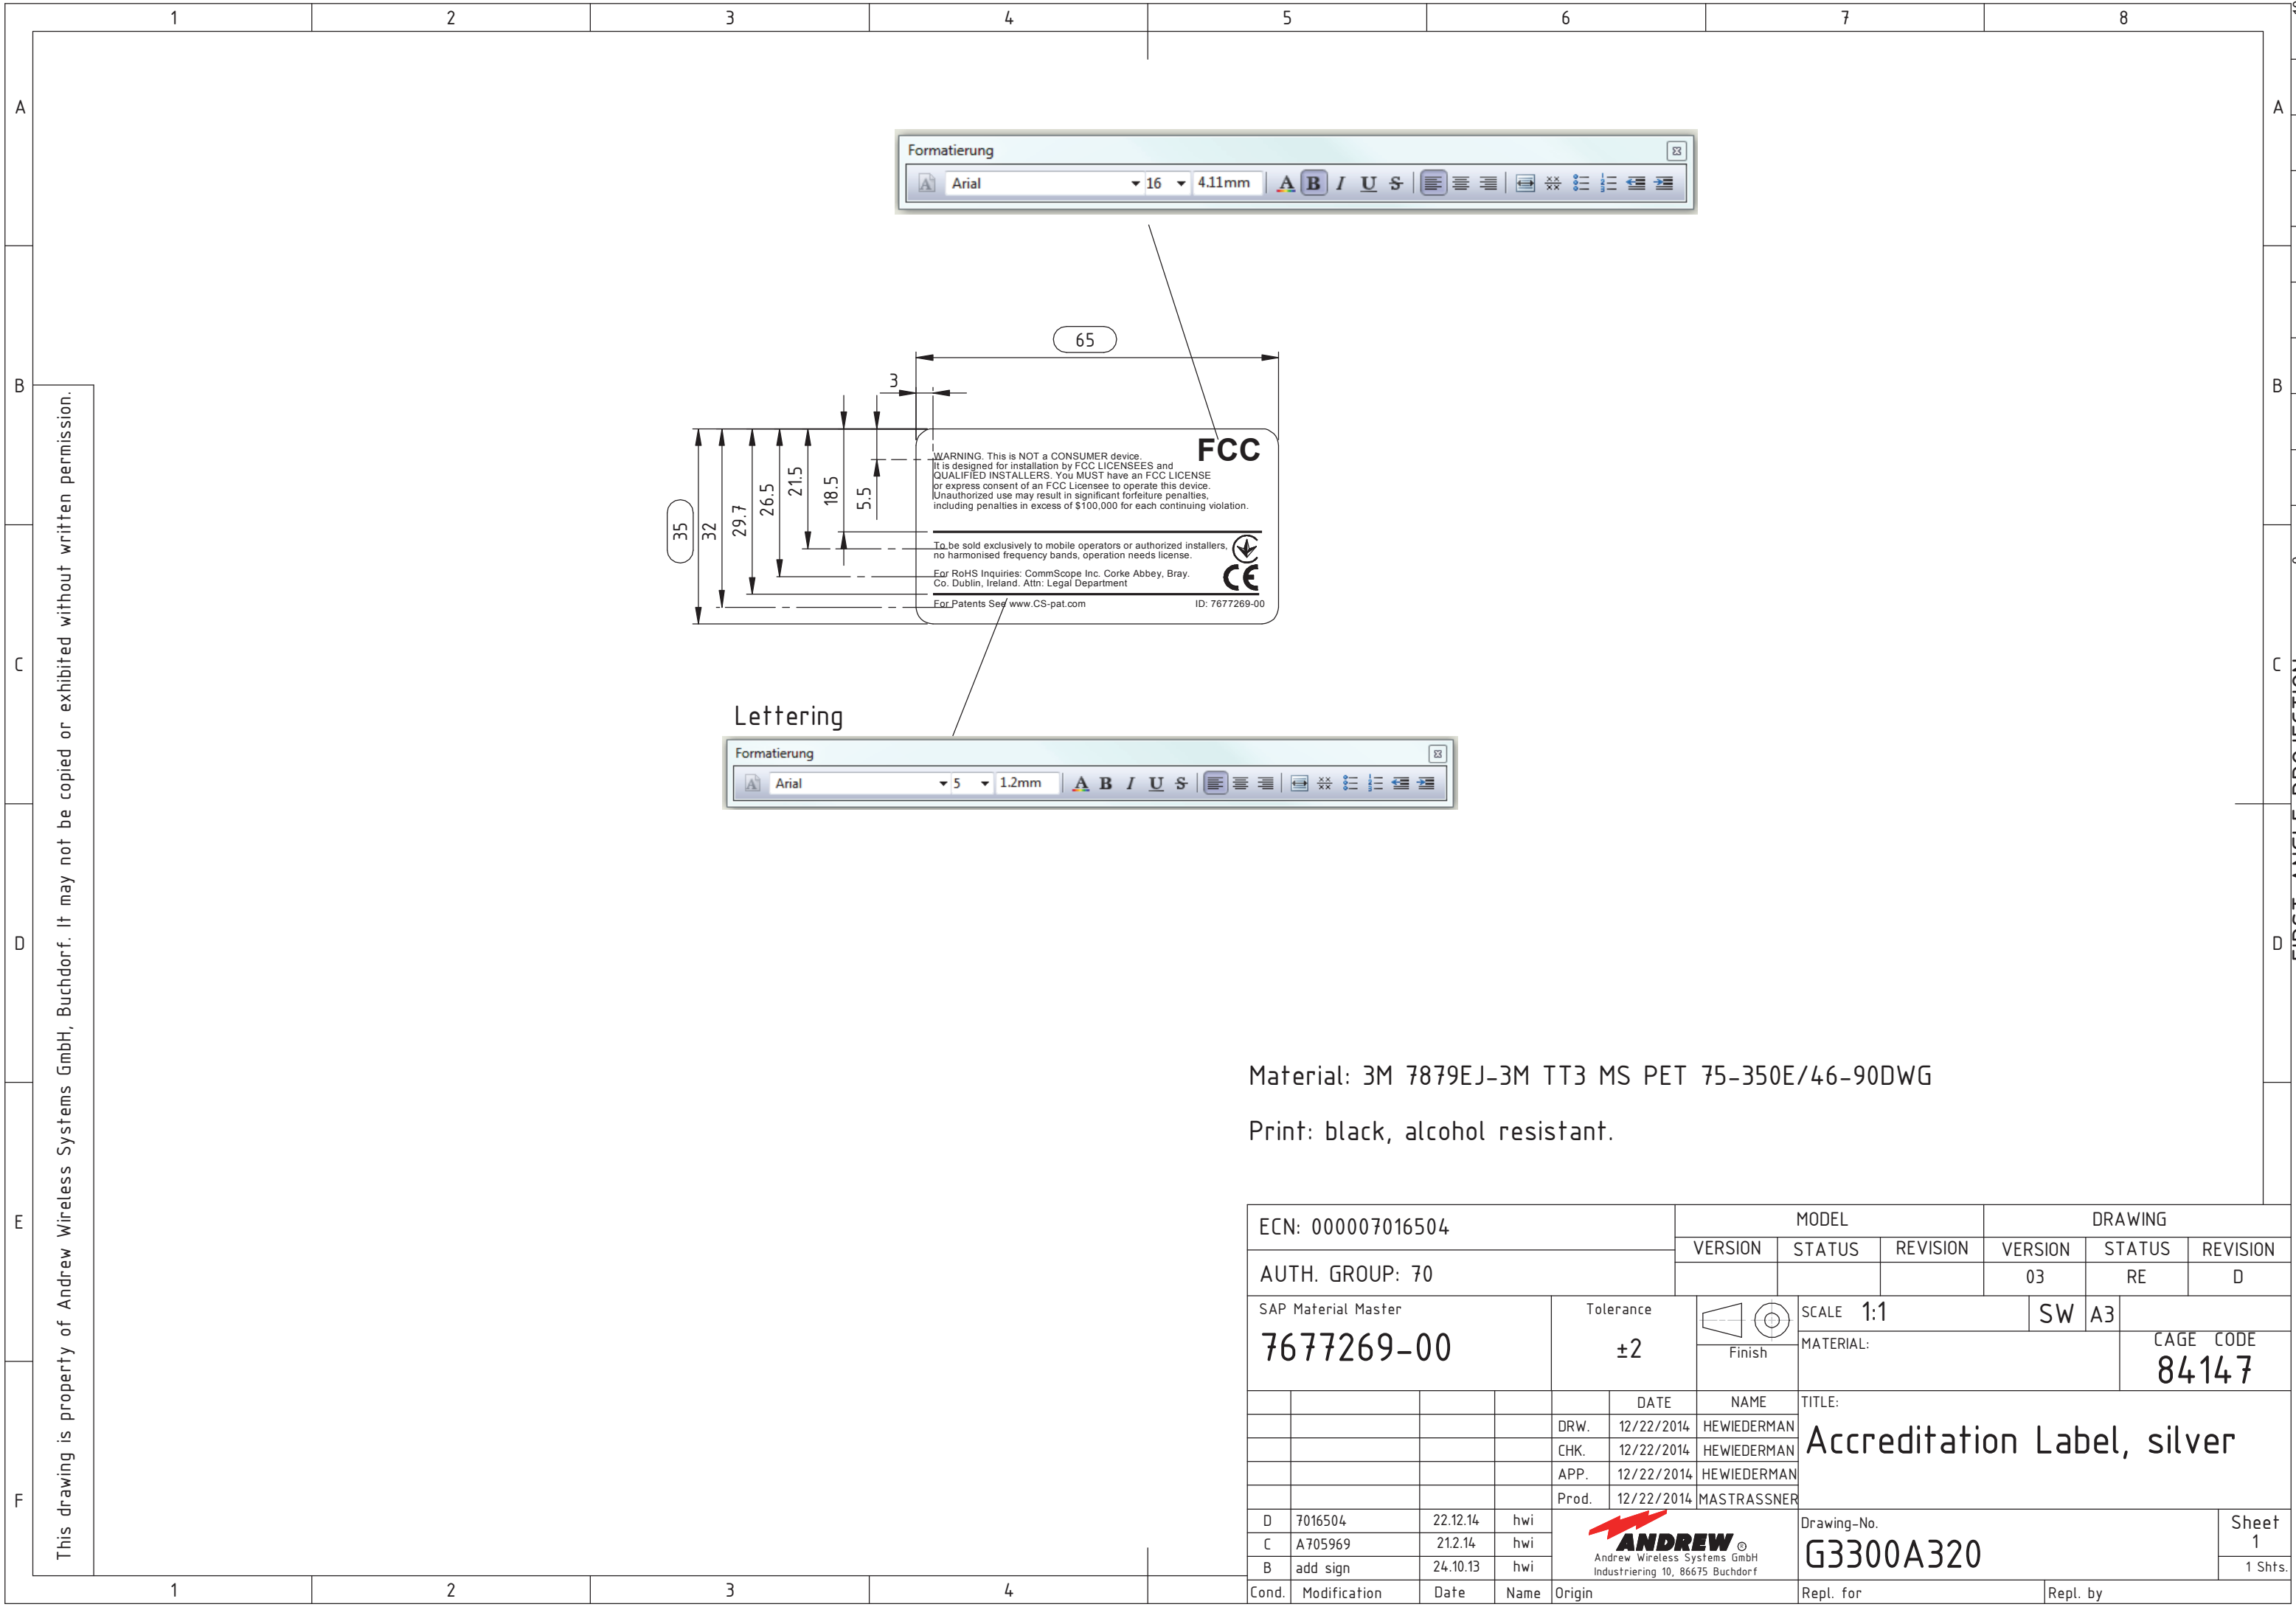 1 2 3 4 5 6 7 8
A A
B B
C C
D D
E
F
This drawing is property of Andrew Wireless Systems GmbH, Buchdorf. It may not be copied or exhibited without written permission.
Formatierung
Arial 16 4.11mm A B I U S
65
3
35
32
29.7
26.5
21.5
18.5
5.5
FCC
WARNING. This is NOT a CONSUMER device.
It is designed for installation by FCC LICENSEES and
QUALIFIED INSTALLERS. You MUST have an FCC LICENSE
or express consent of an FCC Licensee to operate this device.
Unauthorized use may result in significant forfeiture penalties,
including penalties in excess of $100,000 for each continuing violation.
To be sold exclusively to mobile operators or authorized installers,
no harmonised frequency bands, operation needs license.
For RoHS Inquiries: CommScope Inc. Corke Abbey, Bray.
Co. Dublin, Ireland. Attn: Legal Department
CE
For Patents See www.CS-pat.com ID: 7677269-00
Lettering
Formatierung
Arial 5 1.2mm A B I U S
Material: 3M 7879EJ-3M TT3 MS PET 75-350E/46-90DWG
Print: black, alcohol resistant.
ECN: 000007016504
AUTH. GROUP: 70
MODEL DRAWING
VERSION STATUS REVISION VERSION STATUS REVISION
03 RE D
SAP Material Master
7677269-00
Tolerance
±2
Finish
SCALE 1:1 SW A3
MATERIAL:
CAGE CODE
84147
DATE NAME
DRW. 12/22/2014 HEWIEDERMAN
CHK. 12/22/2014 HEWIEDERMAN
APP. 12/22/2014 HEWIEDERMAN
Prod. 12/22/2014 MASTRASSNER
TITLE:
Accreditation Label, silver
D 7016504 22.12.14 hwi
C A705969 21.2.14 hwi
B add sign 24.10.13 hwi
Cond. Modification Date Name Origin
ANDREW ®
Andrew Wireless Systems GmbH
Industriering 10, 86675 Buchdorf
Drawing-No.
G3300A320
Sheet
1
1 Shts.
Repl. for Repl. by
1 2 3 4